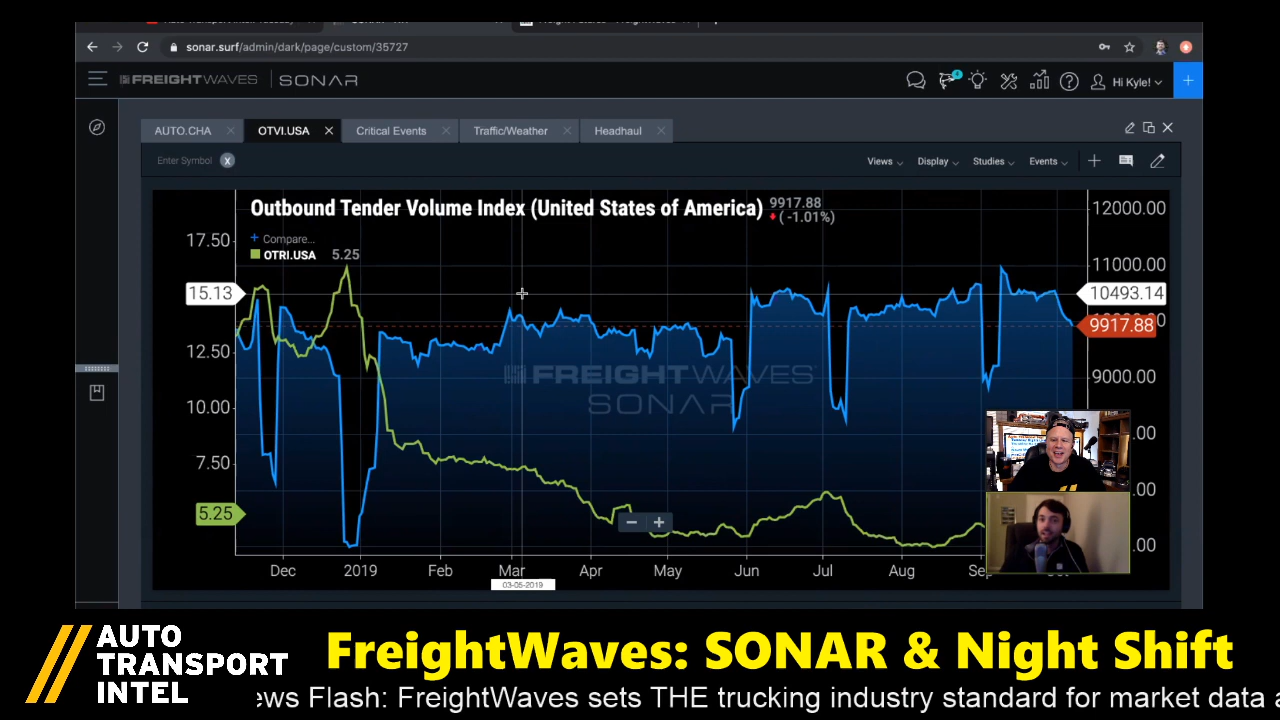 sonar.surf/admin/dark/page/custom/35727
FREIGHTWAVES SONAR
Hi Kyle!
AUTO.CHA OTVI.USA Critical Events Traffic/Weather Headhaul
Enter Symbol X Views Display Studies Events
Outbound Tender Volume Index (United States of America) 9917.88
(-1.01%)
+ Compare...
OTRI.USA 5.25
17.50
15.13
12.50
10.00
7.50
5.25
12000.00
11000.00
10493.14
9917.88
9000.00
.00
.00
.00
FREIGHTWAVES
SONAR
Dec 2019 Feb Mar Apr May Jun Jul Aug
03-05-2019
AUTO
TRANSPORT
INTEL
FreightWaves: SONAR & Night Shift
ews Flash: FreightWaves sets THE trucking industry standard for market data a